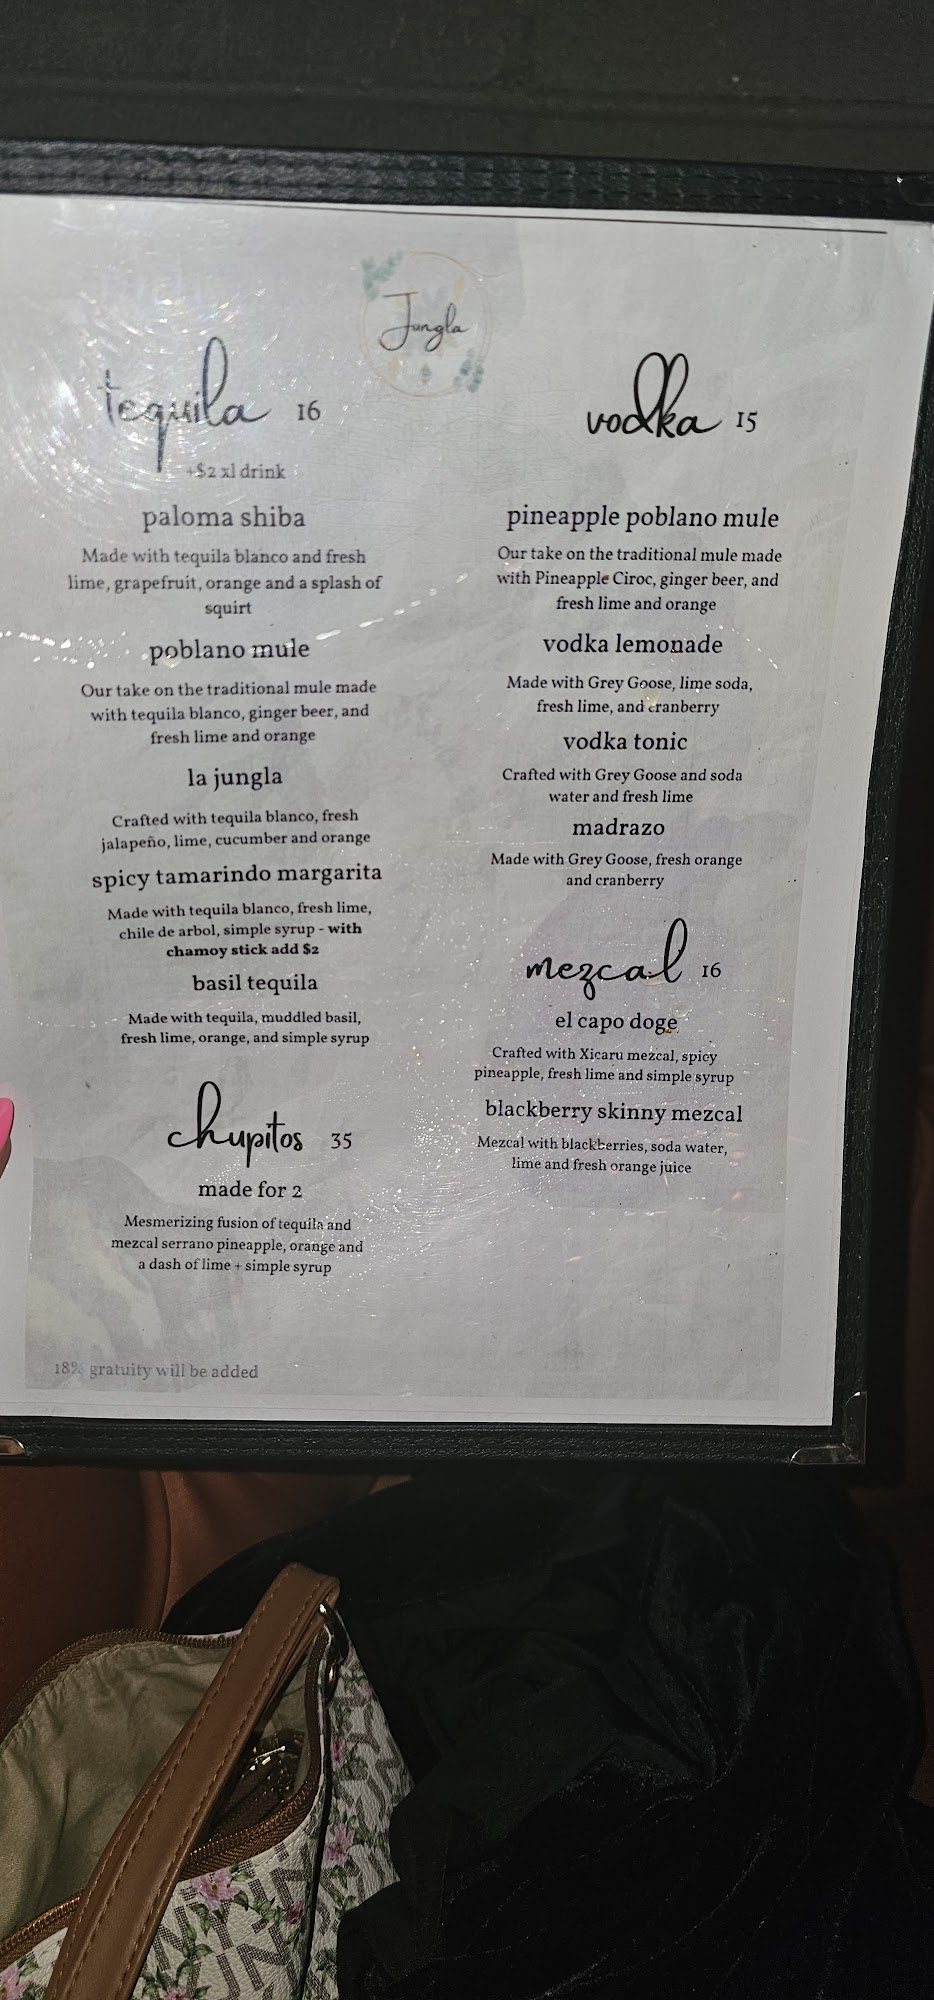 Jungla
tequila 16
+$2 xl drink
paloma shiba
Made with tequila blanco and fresh
lime, grapefruit, orange and a splash of
squirt
poblano mule
Our take on the traditional mule made
with tequila blanco, ginger beer, and
fresh lime and orange
la jungla
Crafted with tequila blanco, fresh
jalapeño, lime, cucumber and orange
spicy tamarindo margarita
Made with tequila blanco, fresh lime,
chile de arbol, simple syrup - with
chamoy stick add $2
basil tequila
Made with tequila, muddled basil,
fresh lime, orange, and simple syrup
chupitos 35
made for 2
Mesmerizing fusion of tequila and
mezcal serrano pineapple, orange and
a dash of lime + simple syrup
18% gratuity will be added
vodka 15
pineapple poblano mule
Our take on the traditional mule made
with Pineapple Ciroc, ginger beer, and
fresh lime and orange
vodka lemonade
Made with Grey Goose, lime soda,
fresh lime, and cranberry
vodka tonic
Crafted with Grey Goose and soda
water and fresh lime
madrazo
Made with Grey Goose, fresh orange
and cranberry
mezcal 16
el capo doge
Crafted with Xicaru mezcal, spicy
pineapple, fresh lime and simple syrup
blackberry skinny mezcal
Mezcal with blackberries, soda water,
lime and fresh orange juice